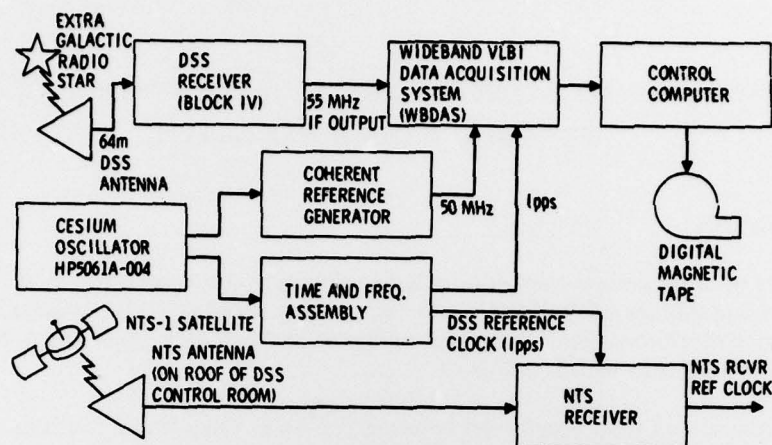 EXTRA
GALACTIC
RADIO
STAR
64m
DSS
ANTENNA
DSS
RECEIVER
(BLOCK IV)
55 MHz
IF OUTPUT
WIDEBAND VLBI
DATA ACQUISITION
SYSTEM
(WBDAS)
CONTROL
COMPUTER
DIGITAL
MAGNETIC
TAPE
CESIUM
OSCILLATOR
HP5061A-004
COHERENT
REFERENCE
GENERATOR
50 MHz
1pps
TIME AND FREQ.
ASSEMBLY
DSS REFERENCE
CLOCK (1pps)
NTS-1 SATELLITE
NTS ANTENNA
(ON ROOF OF DSS
CONTROL ROOM)
NTS
RECEIVER
NTS RCVR
REF CLOCK